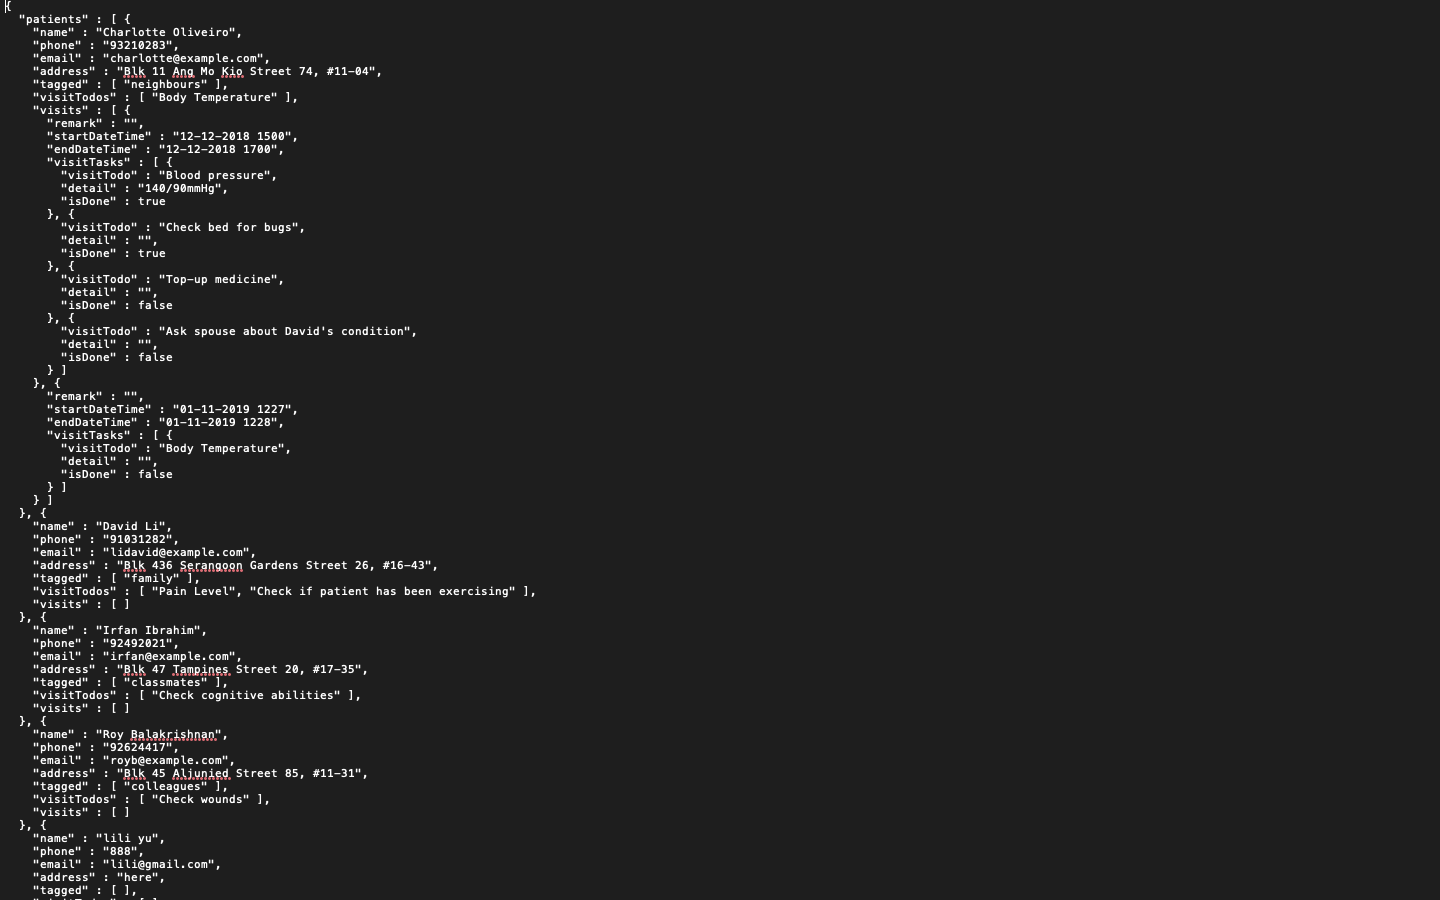 {
  "patients" : [ {
    "name" : "Charlotte Oliveiro",
    "phone" : "93210283",
    "email" : "charlotte@example.com",
    "address" : "Blk 11 Ang Mo Kio Street 74, #11-04",
    "tagged" : [ "neighbours" ],
    "visitTodos" : [ "Body Temperature" ],
    "visits" : [ {
      "remark" : "",
      "startDateTime" : "12-12-2018 1500",
      "endDateTime" : "12-12-2018 1700",
      "visitTasks" : [ {
        "visitTodo" : "Blood pressure",
        "detail" : "140/90mmHg",
        "isDone" : true
      }, {
        "visitTodo" : "Check bed for bugs",
        "detail" : "",
        "isDone" : true
      }, {
        "visitTodo" : "Top-up medicine",
        "detail" : "",
        "isDone" : false
      }, {
        "visitTodo" : "Ask spouse about David's condition",
        "detail" : "",
        "isDone" : false
      } ]
    }, {
      "remark" : "",
      "startDateTime" : "01-11-2019 1227",
      "endDateTime" : "01-11-2019 1228",
      "visitTasks" : [ {
        "visitTodo" : "Body Temperature",
        "detail" : "",
        "isDone" : false
      } ]
    } ]
  }, {
    "name" : "David Li",
    "phone" : "91031282",
    "email" : "lidavid@example.com",
    "address" : "Blk 436 Serangoon Gardens Street 26, #16-43",
    "tagged" : [ "family" ],
    "visitTodos" : [ "Pain Level", "Check if patient has been exercising" ],
    "visits" : [ ]
  }, {
    "name" : "Irfan Ibrahim",
    "phone" : "92492021",
    "email" : "irfan@example.com",
    "address" : "Blk 47 Tampines Street 20, #17-35",
    "tagged" : [ "classmates" ],
    "visitTodos" : [ "Check cognitive abilities" ],
    "visits" : [ ]
  }, {
    "name" : "Roy Balakrishnan",
    "phone" : "92624417",
    "email" : "royb@example.com",
    "address" : "Blk 45 Aljunied Street 85, #11-31",
    "tagged" : [ "colleagues" ],
    "visitTodos" : [ "Check wounds" ],
    "visits" : [ ]
  }, {
    "name" : "lili yu",
    "phone" : "888",
    "email" : "lili@gmail.com",
    "address" : "here",
    "tagged" : [ ],